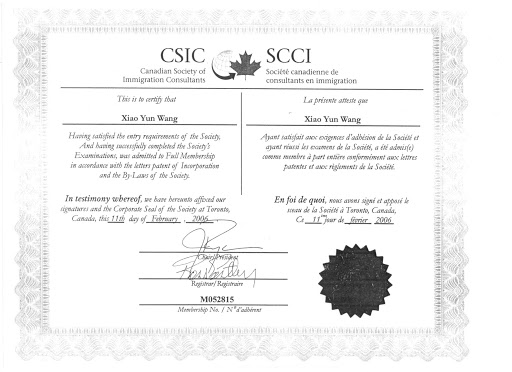 CSIC
Canadian Society of
Immigration Consultants
SCCI
Société canadienne de
consultants en immigration
This is to certify that
Xiao Yun Wang
Having satisfied the entry requirements of the Society,
And having successfully completed the Society's
Examinations, was admitted to Full Membership
in accordance with the letters patent of Incorporation
and the By-Laws of the Society.
La présente atteste que
Xiao Yun Wang
Ayant satisfait aux exigences d'adhésion de la Société et
ayant réussi les examens de la Société, a été admis(e)
comme membre à part entière conformément aux lettres
patentes et aux règlements de la Société.
In testimony whereof, we have hereunto affixed our
signatures and the Corporate Seal of the Society at Toronto,
Canada, this 11th day of February , 2006
En foi de quoi, nous avons signé et apposé le
sceau de la Société à Toronto, Canada,
Ce 11 ème jour de février , 2006
Chair/Président
Registrar/ Registraire
M052815
Membership No. / N° d'adhérent